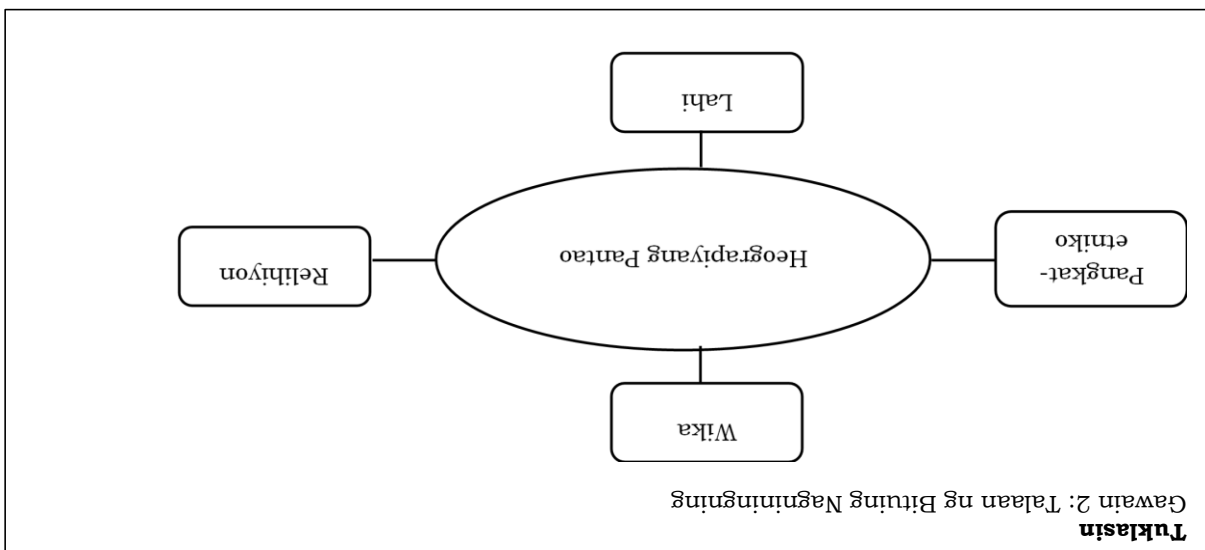 Tuklasin
Gawain 2: Talaan ng Bituing Nagniningning
Wika
Pangkat-
etniko
Heograpiyang Pantao
Relihiyon
Lahi